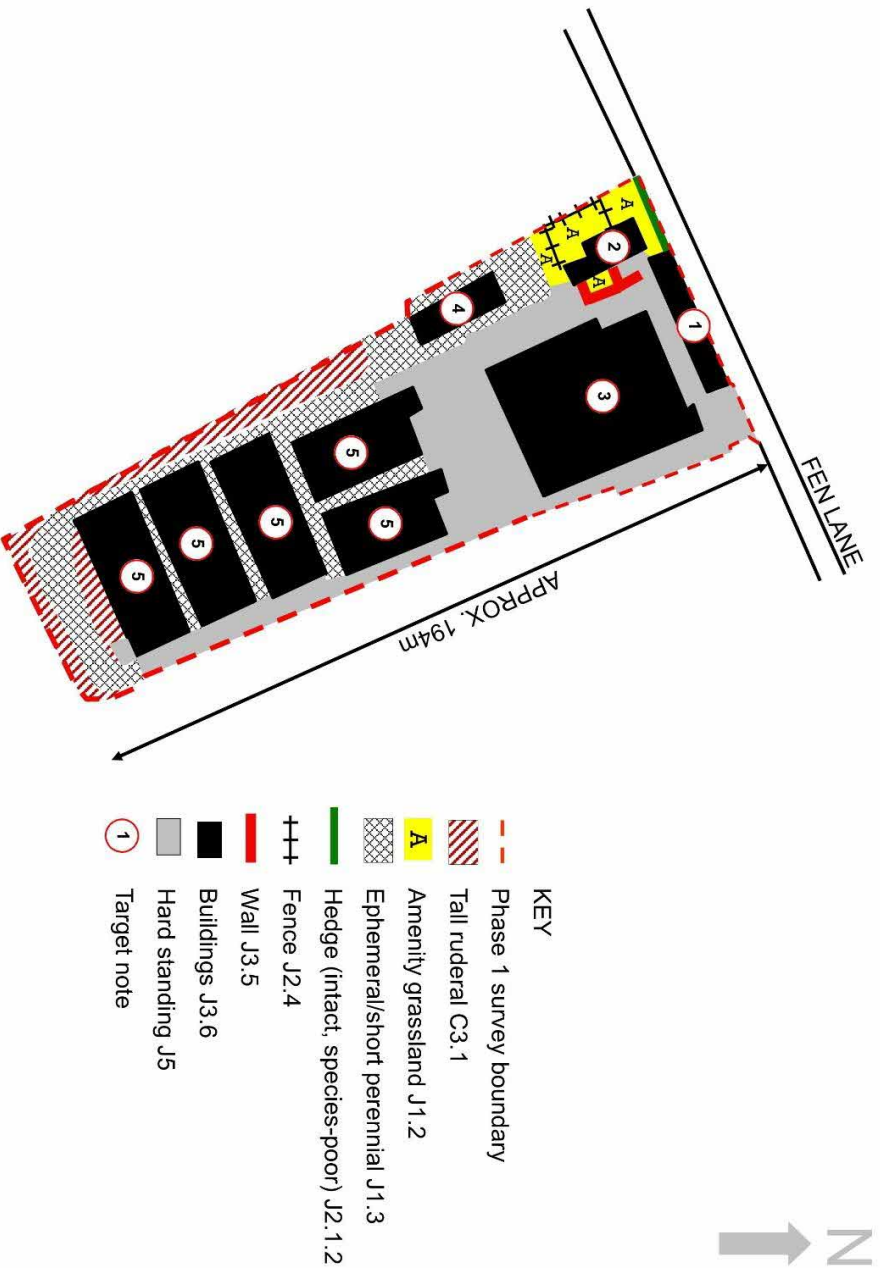 FEN LANE
APPROX. 194m
1
2
A
A
A
A
3
4
5
5
5
5
5
KEY
Phase 1 survey boundary
Tall ruderal C3.1
A Amenity grassland J1.2
Ephemeral/short perennial J1.3
Hedge (intact, species-poor) J2.1.2
Fence J2.4
Wall J3.5
Buildings J3.6
Hard standing J5
1 Target note
N